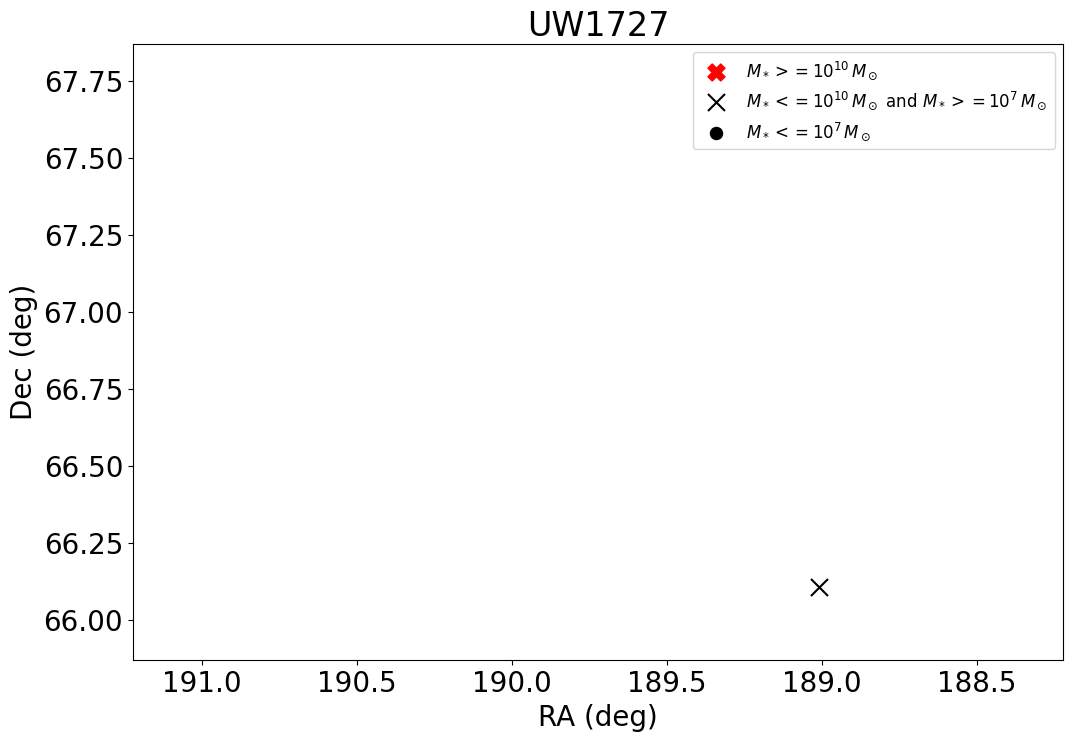 UW1727
M* >= 10^10 M⊙
M* <= 10^10 M⊙ and M* >= 10^7 M⊙
M* <= 10^7 M⊙
67.75
67.50
67.25
67.00
66.75
66.50
66.25
66.00
Dec (deg)
191.0 190.5 190.0 189.5 189.0 188.5
RA (deg)